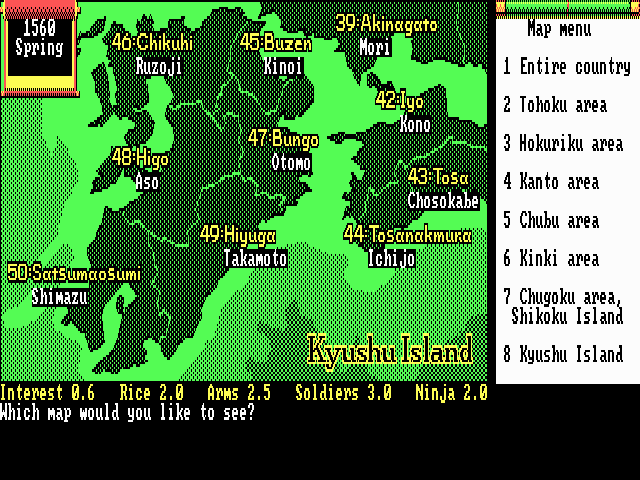 1560
Spring
46:Chikuhi
Ruzoji
45:Buzen
Kinoi
39:Akinagato
Mori
42:Iyo
Kono
47:Bungo
Otomo
48:Higo
Aso
43:Tosa
Chosokabe
49:Hiyuga
Takamoto
44:Tosanakmura
Ichijo
50:Satsumaosumi
Shimazu
Kyushu Island
Map menu
1 Entire country
2 Tohoku area
3 Hokuriku area
4 Kanto area
5 Chubu area
6 Kinki area
7 Chugoku area,
Shikoku Island
8 Kyushu Island
Interest 0.6 Rice 2.0 Arms 2.5 Soldiers 3.0 Ninja 2.0
Which map would you like to see?